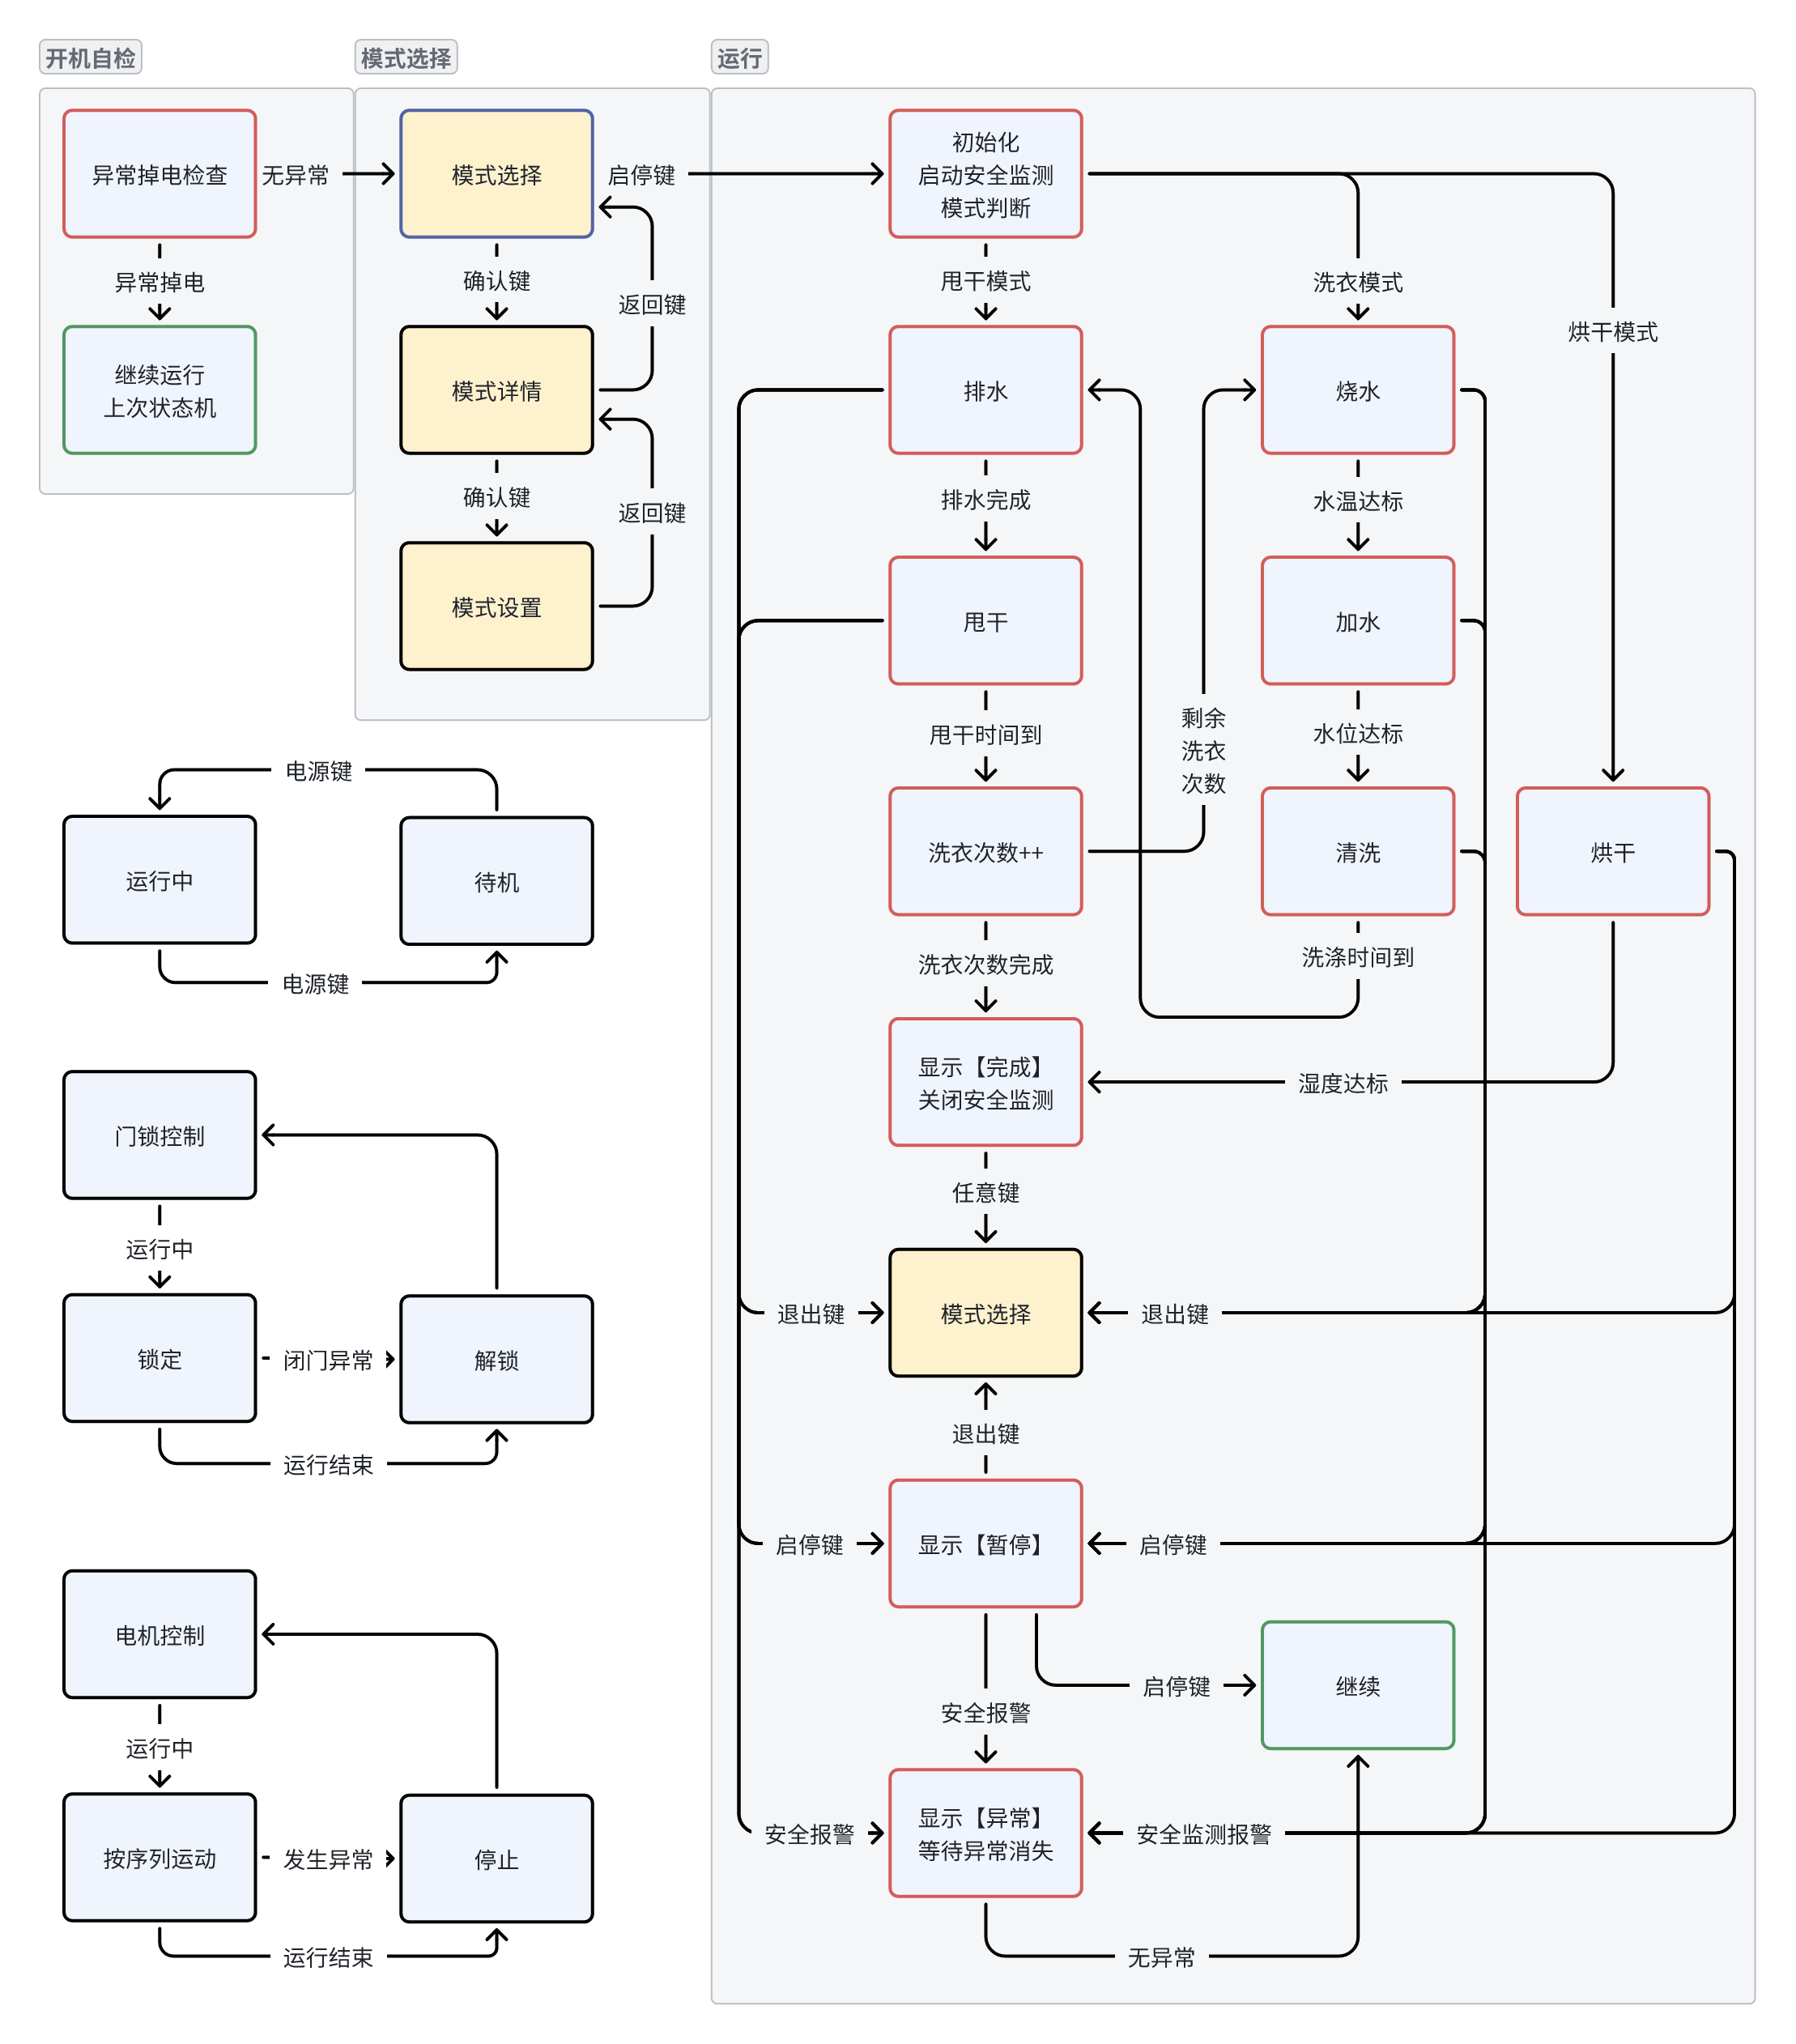 开机自检
模式选择
运行
异常掉电检查
无异常
异常掉电
继续运行
上次状态机
模式选择
启停键
确认键
返回键
模式详情
确认键
返回键
模式设置
初始化
启动安全监测
模式判断
甩干模式
洗衣模式
烘干模式
排水
烧水
排水完成
水温达标
甩干
加水
甩干时间到
剩余
洗衣
次数
水位达标
洗衣次数++
清洗
烘干
洗衣次数完成
洗涤时间到
显示【完成】
关闭安全监测
湿度达标
任意键
退出键
模式选择
退出键
退出键
启停键
显示【暂停】
启停键
启停键
继续
安全报警
安全报警
显示【异常】
等待异常消失
安全监测报警
无异常
电源键
运行中
待机
电源键
门锁控制
运行中
锁定
闭门异常
解锁
运行结束
电机控制
运行中
按序列运动
发生异常
停止
运行结束